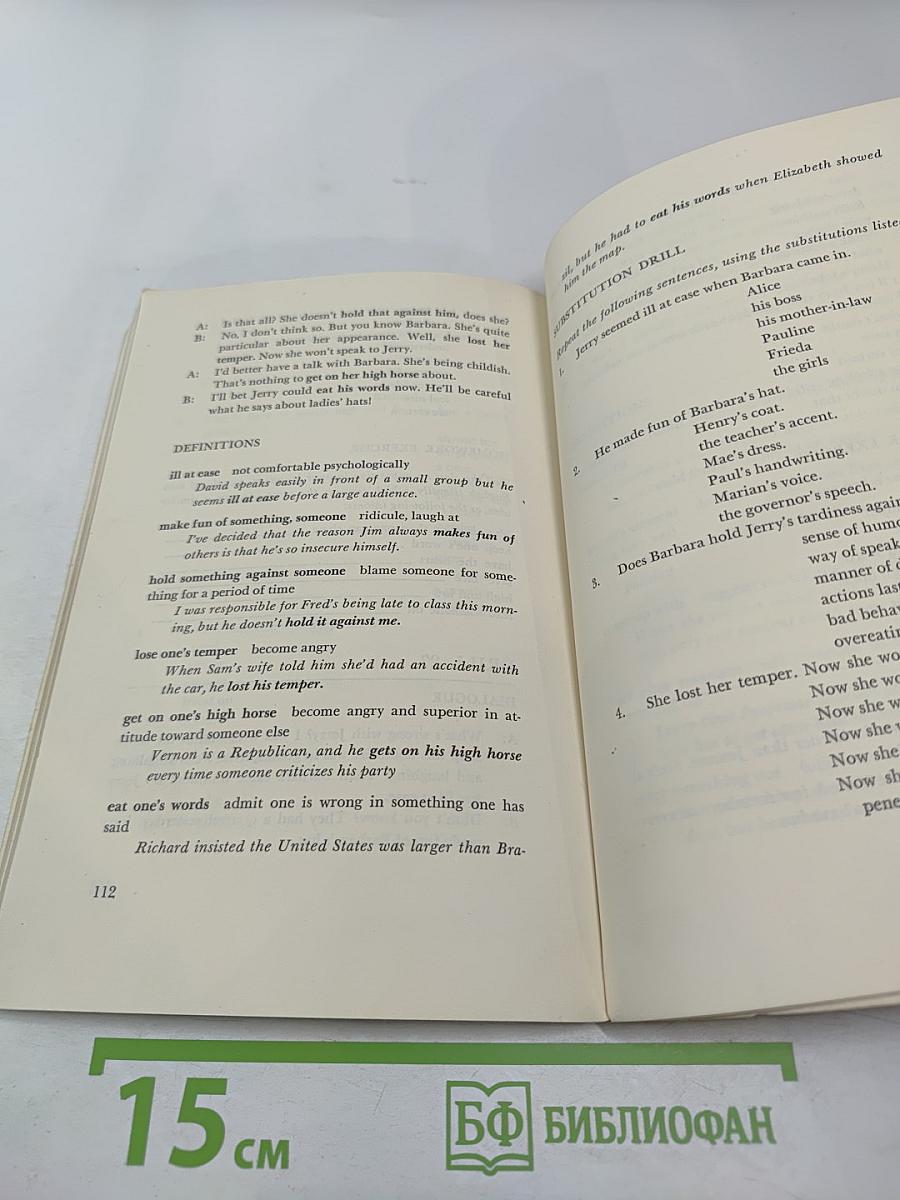 A: Is that all? She doesn't hold that against him, does she?
B: No, I don't think so. But you know Barbara. She's quite
particular about her appearance. Well, she lost her
temper. Now she won't speak to Jerry.
A: I'd better have a talk with Barbara. She's being childish.
That's nothing to get on her high horse about.
B: I'll bet Jerry could eat his words now. He'll be careful
what he says about ladies' hats!
DEFINITIONS
ill at ease not comfortable psychologically
David speaks easily in front of a small group but he
seems ill at ease before a large audience.
make fun of something, someone ridicule, laugh at
I've decided that the reason Jim always makes fun of
others is that he's so insecure himself.
hold something against someone blame someone for some-
thing for a period of time
I was responsible for Fred's being late to class this morn-
ing, but he doesn't hold it against me.
lose one's temper become angry
When Sam's wife told him she'd had an accident with
the car, he lost his temper.
get on one's high horse become angry and superior in at-
titude toward someone else
Vernon is a Republican, and he gets on his high horse
every time someone criticizes his party
eat one's words admit one is wrong in something one has
said
Richard insisted the United States was larger than Bra-
112
zil, but he had to eat his words when Elizabeth showed
him the map.
SUBSTITUTION DRILL
Repeat the following sentences, using the substitutions liste
1. Jerry seemed ill at ease when Barbara came in.
Alice
his boss
his mother-in-law
Pauline
Frieda
the girls
2. He made fun of Barbara's hat.
Henry's coat.
the teacher's accent.
Mae's dress.
Paul's handwriting.
Marian's voice.
the governor's speech.
3. Does Barbara hold Jerry's tardiness again
sense of humo
way of speak
manner of d
actions last
bad behav
overeatin
4. She lost her temper. Now she wo
Now she wo
Now she w
Now she w
Now she
Now sh
pene
15 см
БФ БИБЛИОФАН